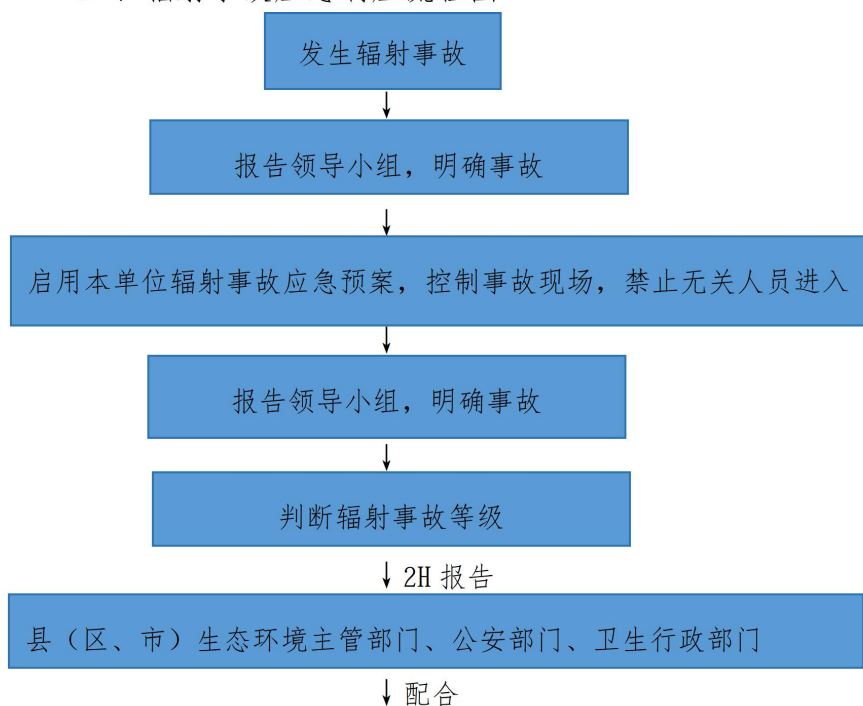 发生辐射事故
报告领导小组，明确事故
启用本单位辐射事故应急预案，控制事故现场，禁止无关人员进入
报告领导小组，明确事故
判断辐射事故等级
2H 报告
县（区、市）生态环境主管部门、公安部门、卫生行政部门
配合